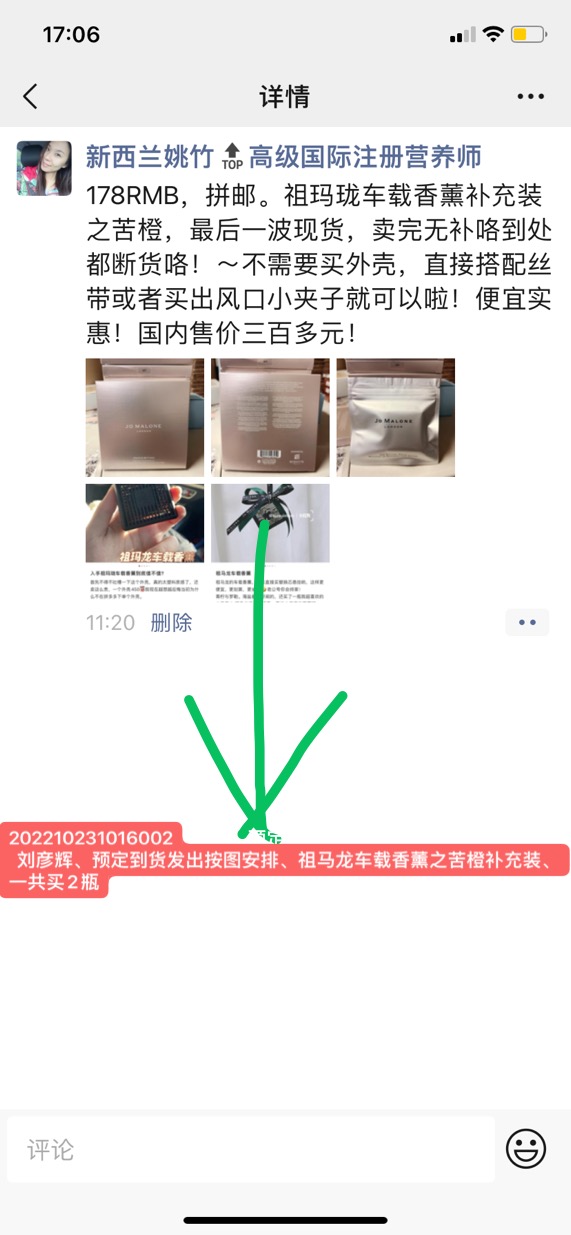 17:06
详情
新西兰姚竹 TOP 高级国际注册营养师
178RMB，拼邮。祖玛珑车载香薰补充装
之苦橙，最后一波现货，卖完无补咯到处
都断货咯！～不需要买外壳，直接搭配丝
带或者买出风口小夹子就可以啦！便宜实
惠！国内售价三百多元！
JO MALONE
LONDON
JO MALONE
LONDON
祖玛龙车载香薰
11:20 删除
202210231016002
刘彦辉、预定到货发出按图安排、祖马龙车载香薰之苦橙补充装、
一共买2瓶
评论